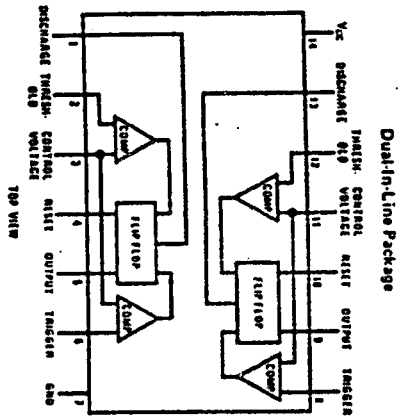 Dual-In-Line Package
VCC
DISCHARGE
THRESH-
OLD
CONTROL
VOLTAGE
RESET
OUTPUT
TRIGGER
14
13
12
11
10
9
8
COMP
FLIP FLOP
COMP
COMP
FLIP FLOP
COMP
1
2
3
4
5
6
7
DISCHARGE
THRESH-
OLD
CONTROL
VOLTAGE
RESET
OUTPUT
TRIGGER
GND
TOP VIEW